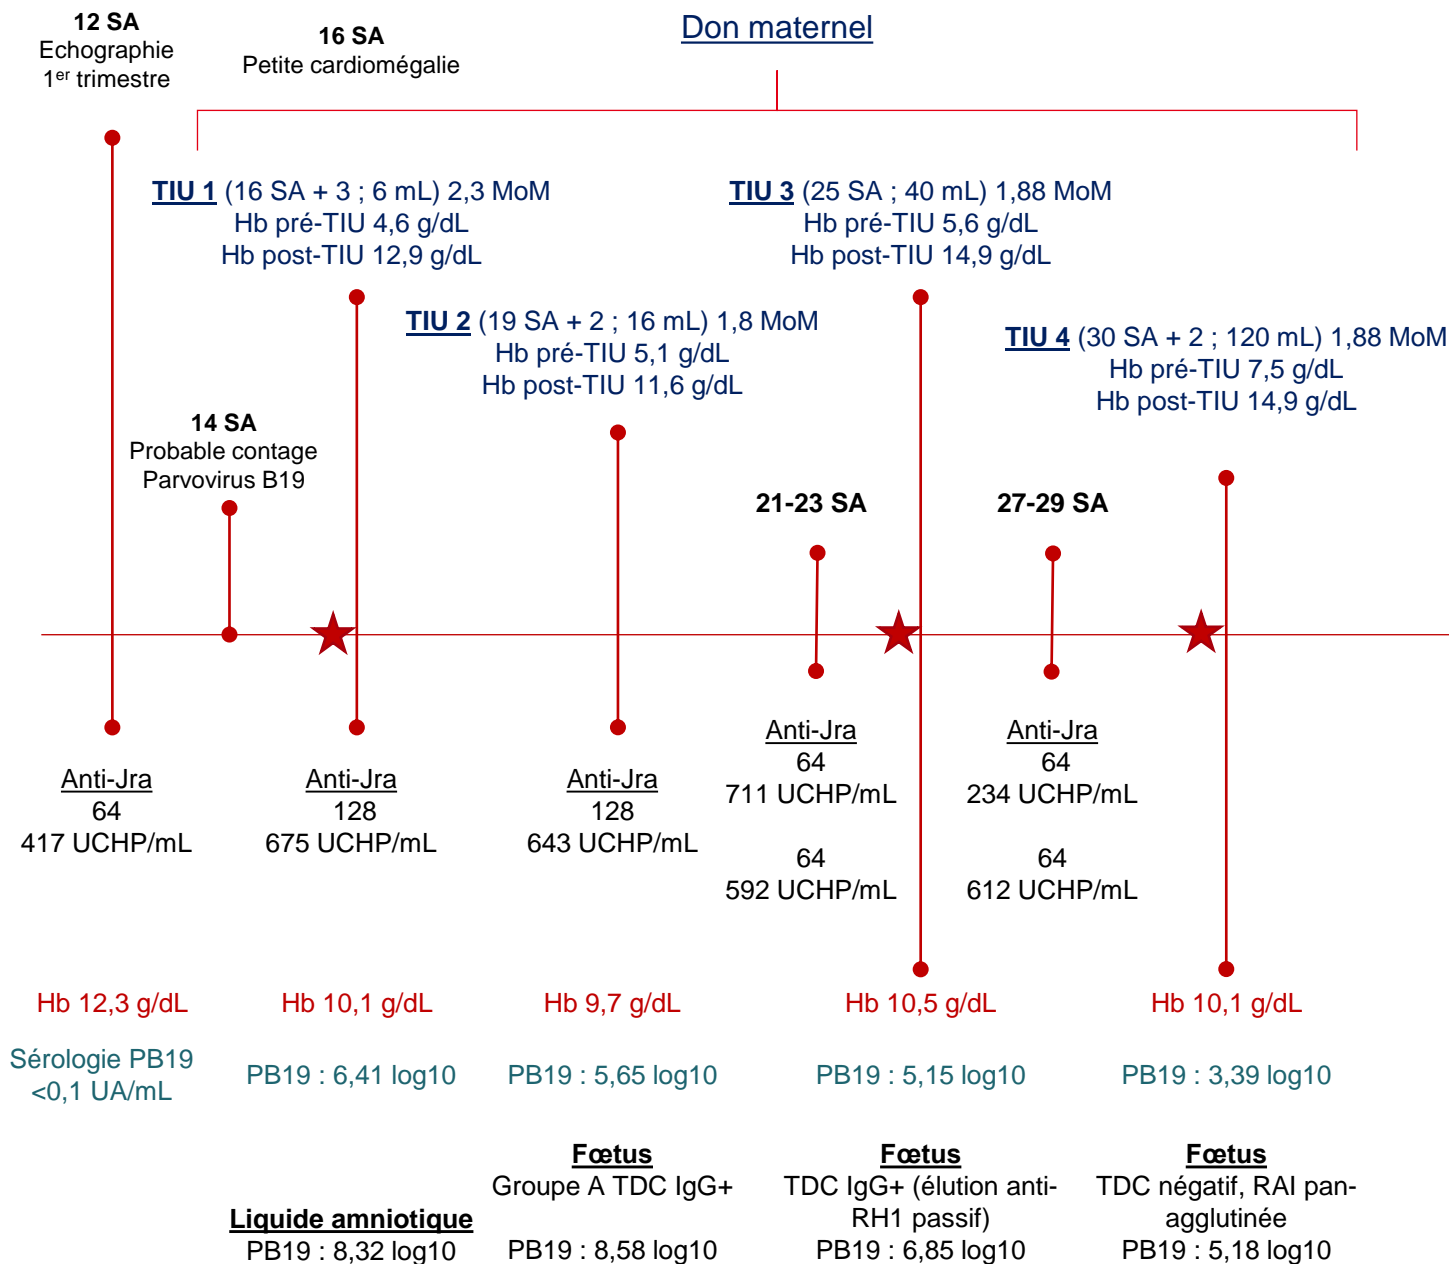 12 SA
Echographie
1er trimestre
16 SA
Petite cardiomégalie
Don maternel
TIU 1 (16 SA + 3 ; 6 mL) 2,3 MoM
Hb pré-TIU 4,6 g/dL
Hb post-TIU 12,9 g/dL
TIU 3 (25 SA ; 40 mL) 1,88 MoM
Hb pré-TIU 5,6 g/dL
Hb post-TIU 14,9 g/dL
TIU 2 (19 SA + 2 ; 16 mL) 1,8 MoM
Hb pré-TIU 5,1 g/dL
Hb post-TIU 11,6 g/dL
TIU 4 (30 SA + 2 ; 120 mL) 1,88 MoM
Hb pré-TIU 7,5 g/dL
Hb post-TIU 14,9 g/dL
14 SA
Probable contage
Parvovirus B19
21-23 SA
27-29 SA
Anti-Jra
64
417 UCHP/mL
Anti-Jra
128
675 UCHP/mL
Anti-Jra
128
643 UCHP/mL
Anti-Jra
64
711 UCHP/mL
64
592 UCHP/mL
Anti-Jra
64
234 UCHP/mL
64
612 UCHP/mL
Hb 12,3 g/dL
Hb 10,1 g/dL
Hb 9,7 g/dL
Hb 10,5 g/dL
Hb 10,1 g/dL
Sérologie PB19
<0,1 UA/mL
PB19 : 6,41 log10
PB19 : 5,65 log10
PB19 : 5,15 log10
PB19 : 3,39 log10
Liquide amniotique
PB19 : 8,32 log10
Fœtus
Groupe A TDC IgG+
PB19 : 8,58 log10
Fœtus
TDC IgG+ (élution anti-
RH1 passif)
PB19 : 6,85 log10
Fœtus
TDC négatif, RAI pan-
agglutinée
PB19 : 5,18 log10